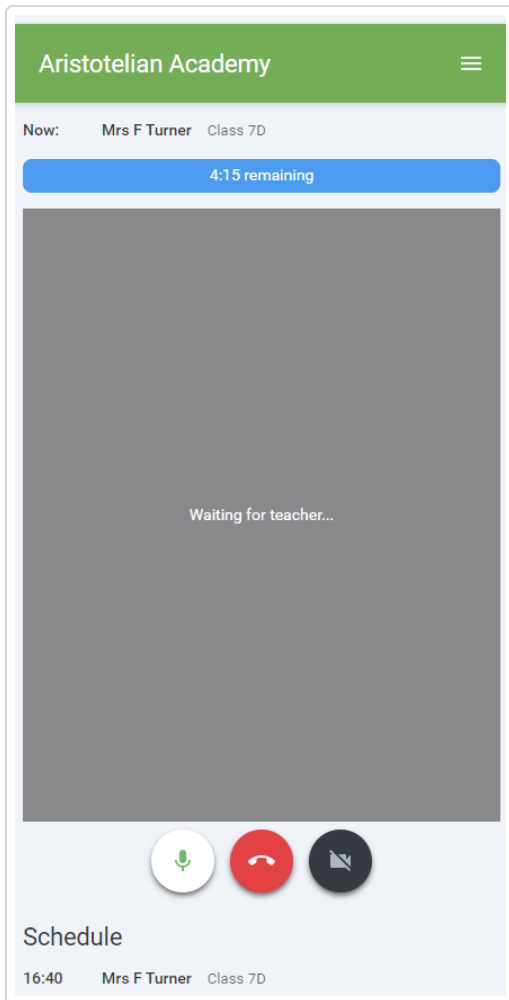 Aristotelian Academy
Now: Mrs F Turner Class 7D
4:15 remaining
Waiting for teacher...
Schedule
16:40 Mrs F Turner Class 7D